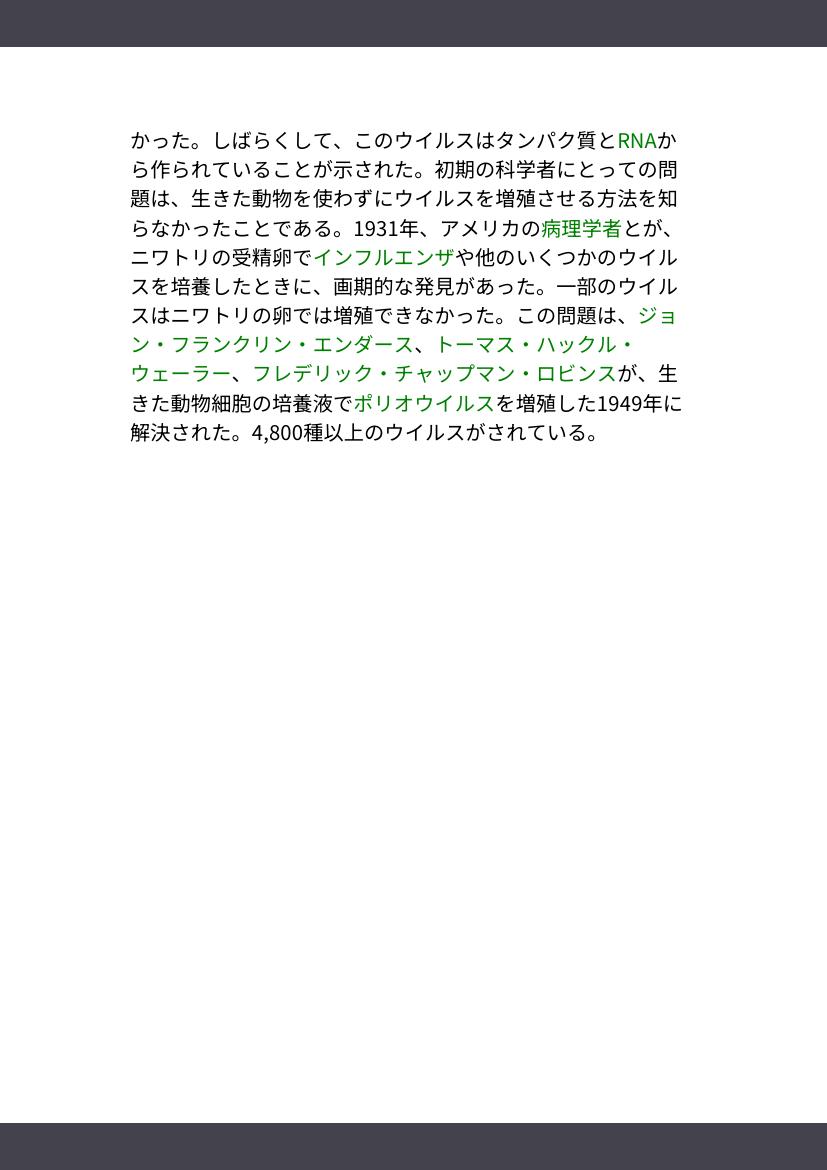 かった。しばらくして、このウイルスはタンパク質とRNAか
ら作られていることが示された。初期の科学者にとっての問
題は、生きた動物を使わずにウイルスを増殖させる方法を知
らなかったことである。1931年、アメリカの病理学者とが、
ニワトリの受精卵でインフルエンザや他のいくつかのウイル
スを培養したときに、画期的な発見があった。一部のウイル
スはニワトリの卵では増殖できなかった。この問題は、ジョ
ン・フランクリン・エンダース、トーマス・ハックル・
ウェーラー、フレデリック・チャップマン・ロビンスが、生
きた動物細胞の培養液でポリオウイルスを増殖した1949年に
解決された。4,800種以上のウイルスがされている。